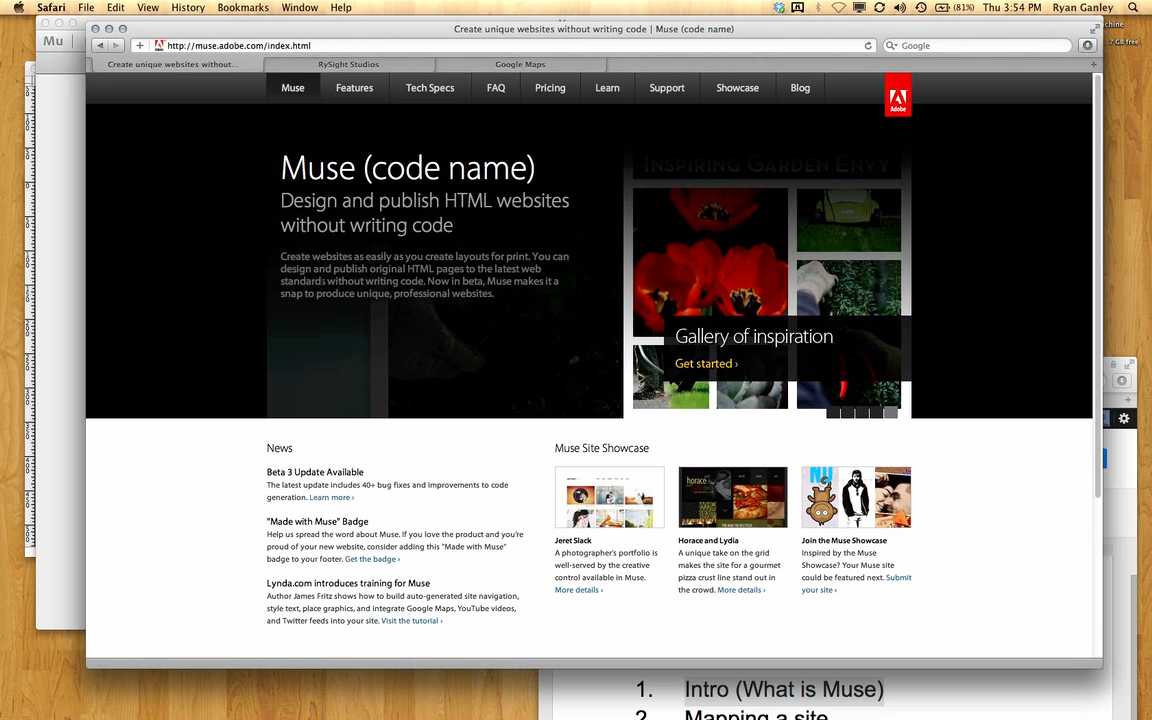 Safari File Edit View History Bookmarks Window Help (81%) Thu 3:54 PM Ryan Ganley
Create unique websites without writing code | Muse (code name)
Mu
http://muse.adobe.com/index.html Google
Create unique websites without... RySight Studios Google Maps
Muse Features Tech Specs FAQ Pricing Learn Support Showcase Blog
Adobe
INSPIRING GARDEN ENVY
Muse (code name)
Design and publish HTML websites
without writing code
Create websites as easily as you create layouts for print. You can
design and publish original HTML pages to the latest web
standards without writing code. Now in beta, Muse makes it a
snap to produce unique, professional websites.
Gallery of inspiration
Get started ›
News
Beta 3 Update Available
The latest update includes 40+ bug fixes and improvements to code
generation. Learn more ›
"Made with Muse" Badge
Help us spread the word about Muse. If you love the product and you're
proud of your new website, consider adding this "Made with Muse"
badge to your footer. Get the badge ›
Lynda.com introduces training for Muse
Author James Fritz shows how to build auto-generated site navigation,
style text, place graphics, and integrate Google Maps, YouTube videos,
and Twitter feeds into your site. Visit the tutorial ›
Muse Site Showcase
horace
Jeret Slack
A photographer's portfolio is
well-served by the creative
control available in Muse.
More details ›
Horace and Lydia
A unique take on the grid
makes the site for a gourmet
pizza crust line stand out in
the crowd. More details ›
Join the Muse Showcase
Inspired by the Muse
Showcase? Your Muse site
could be featured next. Submit
your site ›
1. Intro (What is Muse)
2. Mapping a site